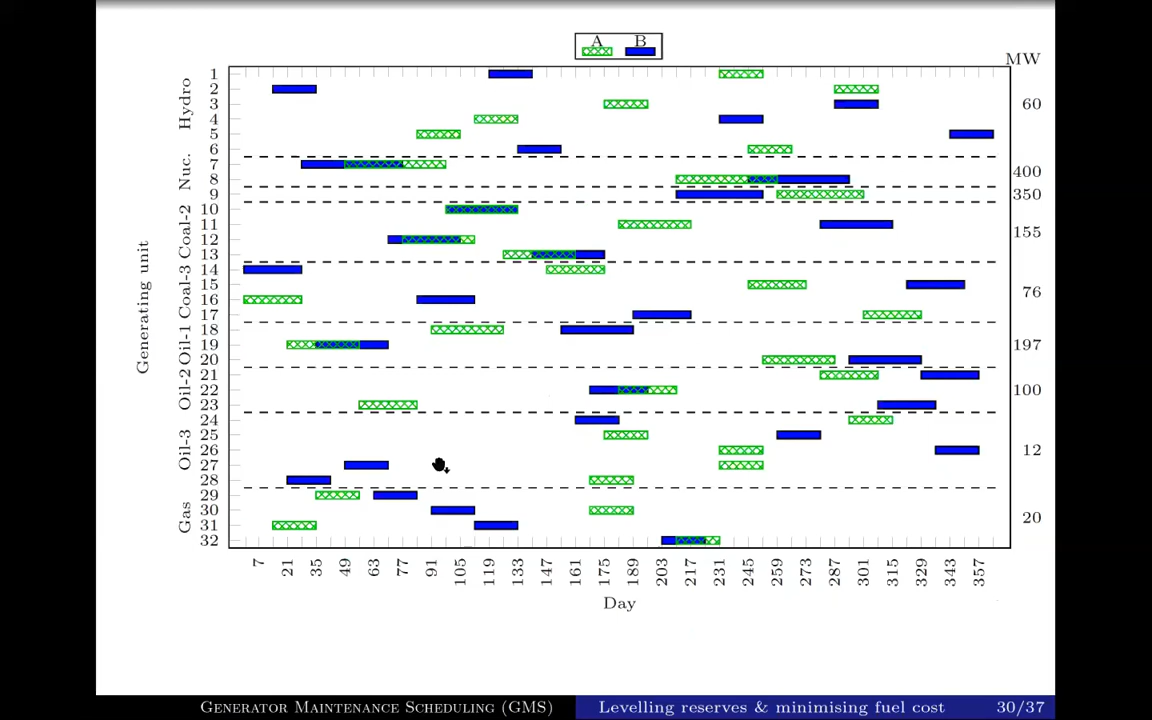 A B
MW
Hydro
Nuc.
Coal-2
Coal-3
Oil-1
Oil-2
Oil-3
Gas
Generating unit
1
2
3
4
5
6
7
8
9
10
11
12
13
14
15
16
17
18
19
20
21
22
23
24
25
26
27
28
29
30
31
32
60
400
350
155
76
197
100
12
20
7 21 35 49 63 77 91 105 119 133 147 161 175 189 203 217 231 245 259 273 287 301 315 329 343 357
Day
Generator Maintenance Scheduling (GMS) Levelling reserves & minimising fuel cost 30/37